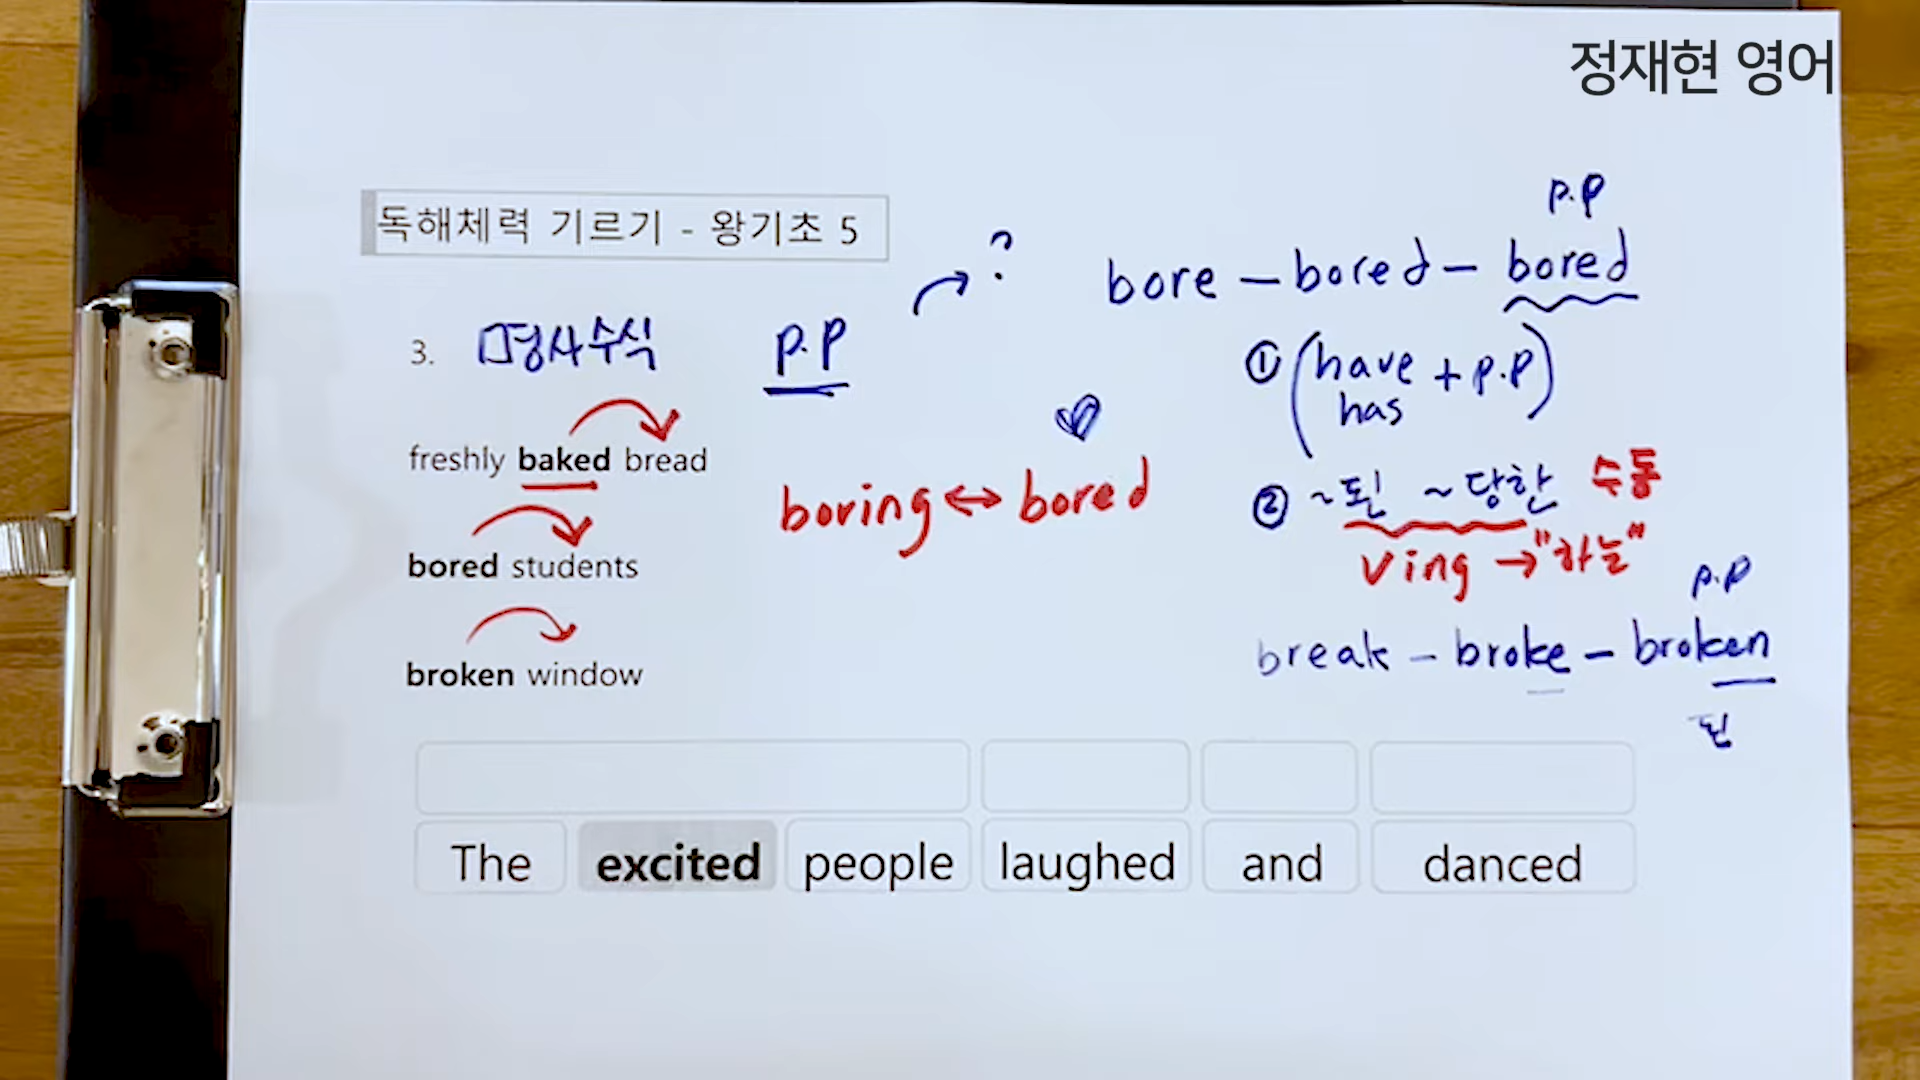 정재현 영어
독해체력 기르기 - 왕기초 5
3. 명사수식 p.p ?
freshly baked bread
bored students
broken window
boring ↔ bored
p.p
bore – bored – bored
① (have + p.p)
has
② ~된 ~당한 수동
Ving → "하는"
p.p
break – broke – broken
된
The excited people laughed and danced